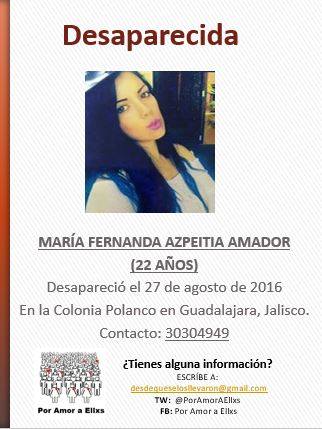 Desaparecida
MARÍA FERNANDA AZPEITIA AMADOR
(22 AÑOS)
Desapareció el 27 de agosto de 2016
En la Colonia Polanco en Guadalajara, Jalisco.
Contacto: 30304949
¿Tienes alguna información?
ESCRÍBE A:
desdequeselosllevaron@gmail.com
TW: @PorAmorAEllxs
FB: Por Amor a Ellxs
Por Amor a Ellxs